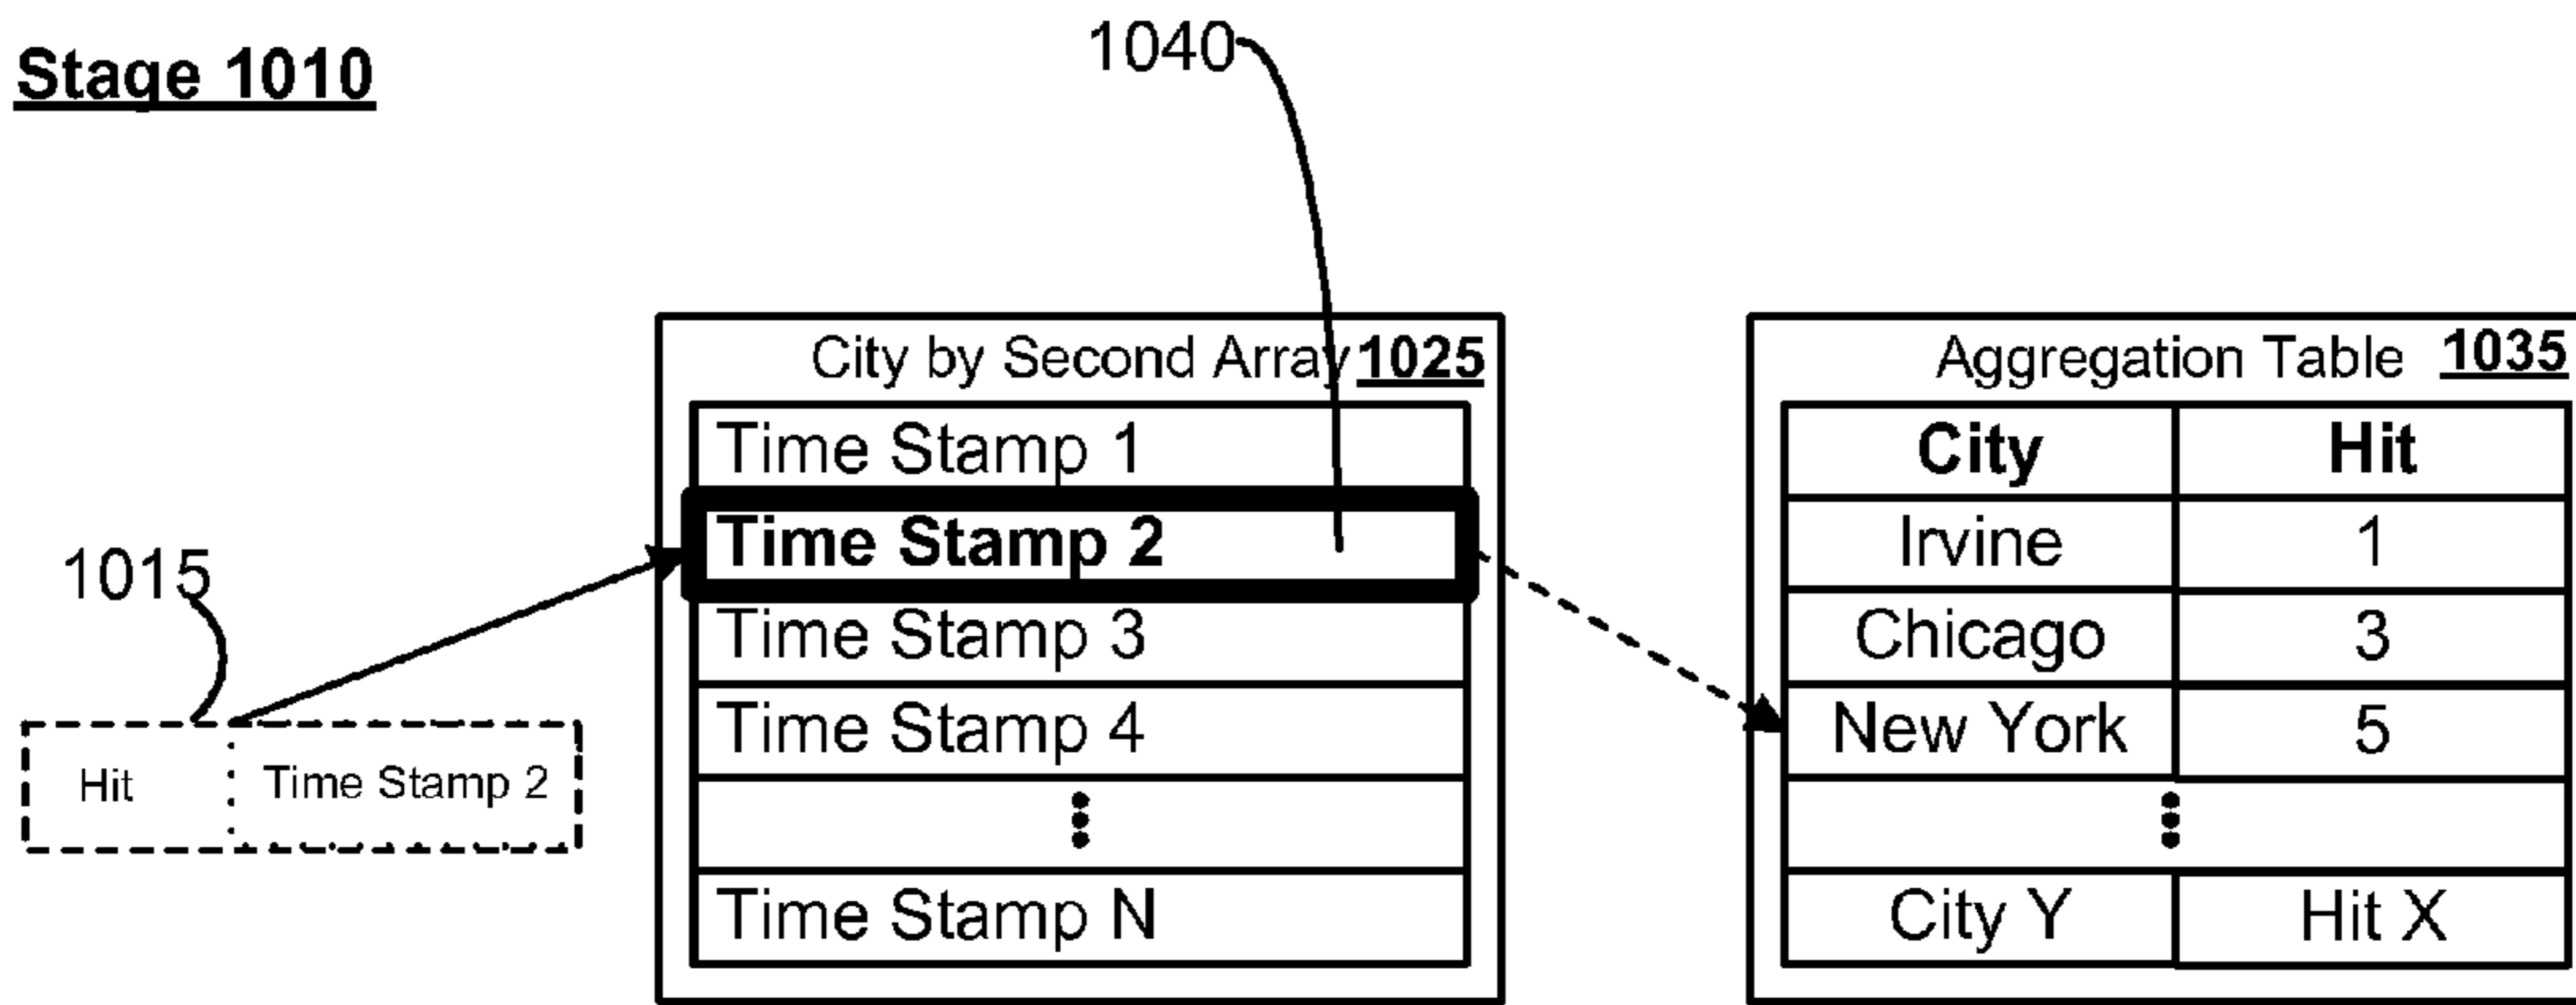 Stage 1010
1040
1015
Hit
Time Stamp 2
City by Second Array 1025
Time Stamp 1
Time Stamp 2
Time Stamp 3
Time Stamp 4
Time Stamp N
Aggregation Table 1035
City Hit
Irvine 1
Chicago 3
New York 5
City Y Hit X